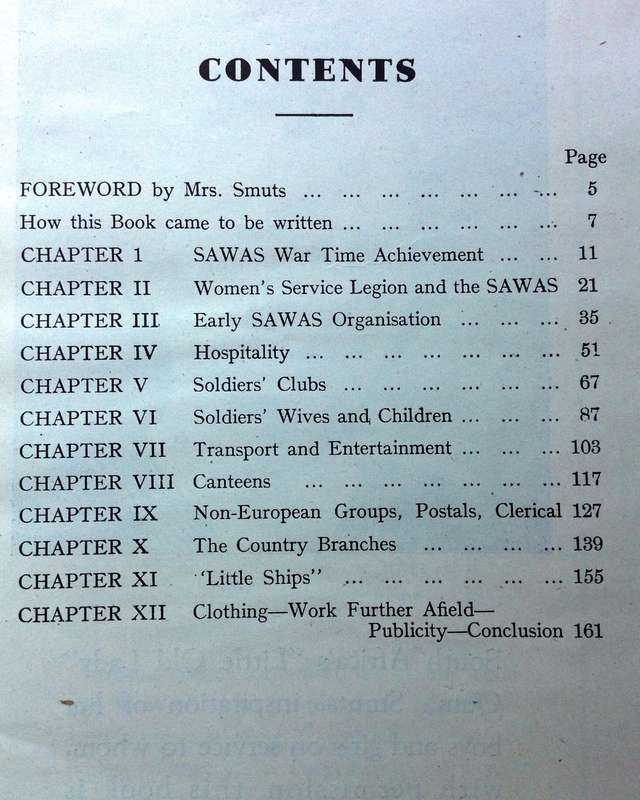 CONTENTS
Page
FOREWORD by Mrs. Smuts ... ... ... ... ... ... ... 5
How this Book came to be written ... ... ... ... ... ... 7
CHAPTER 1 SAWAS War Time Achievement ... ... 11
CHAPTER II Women's Service Legion and the SAWAS 21
CHAPTER III Early SAWAS Organisation ... ... ... 35
CHAPTER IV Hospitality ... ... ... ... ... ... ... 51
CHAPTER V Soldiers' Clubs ... ... ... ... ... ... 67
CHAPTER VI Soldiers' Wives and Children ... ... ... 87
CHAPTER VII Transport and Entertainment ... ... ... 103
CHAPTER VIII Canteens ... ... ... ... ... ... ... 117
CHAPTER IX Non-European Groups, Postals, Clerical 127
CHAPTER X The Country Branches ... ... ... ... 139
CHAPTER XI "Little Ships" ... ... ... ... ... ... 155
CHAPTER XII Clothing—Work Further Afield—
Publicity—Conclusion 161